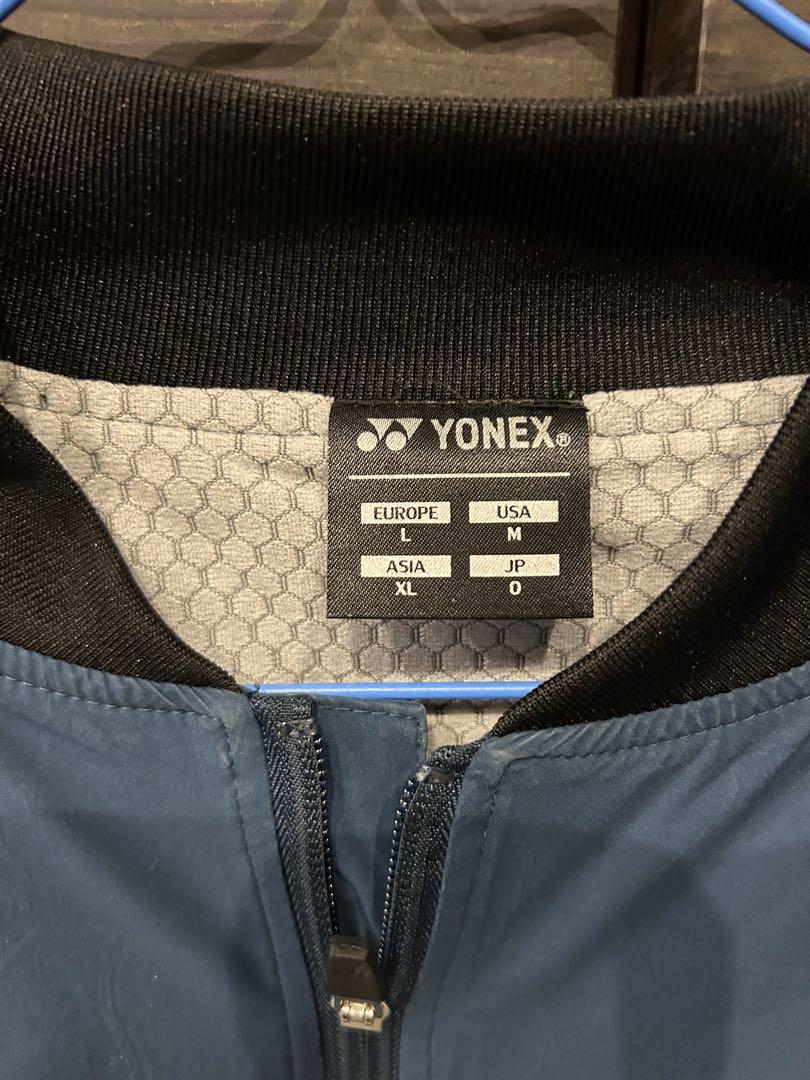 YONEX®
EUROPE USA
L M
ASIA JP
XL O